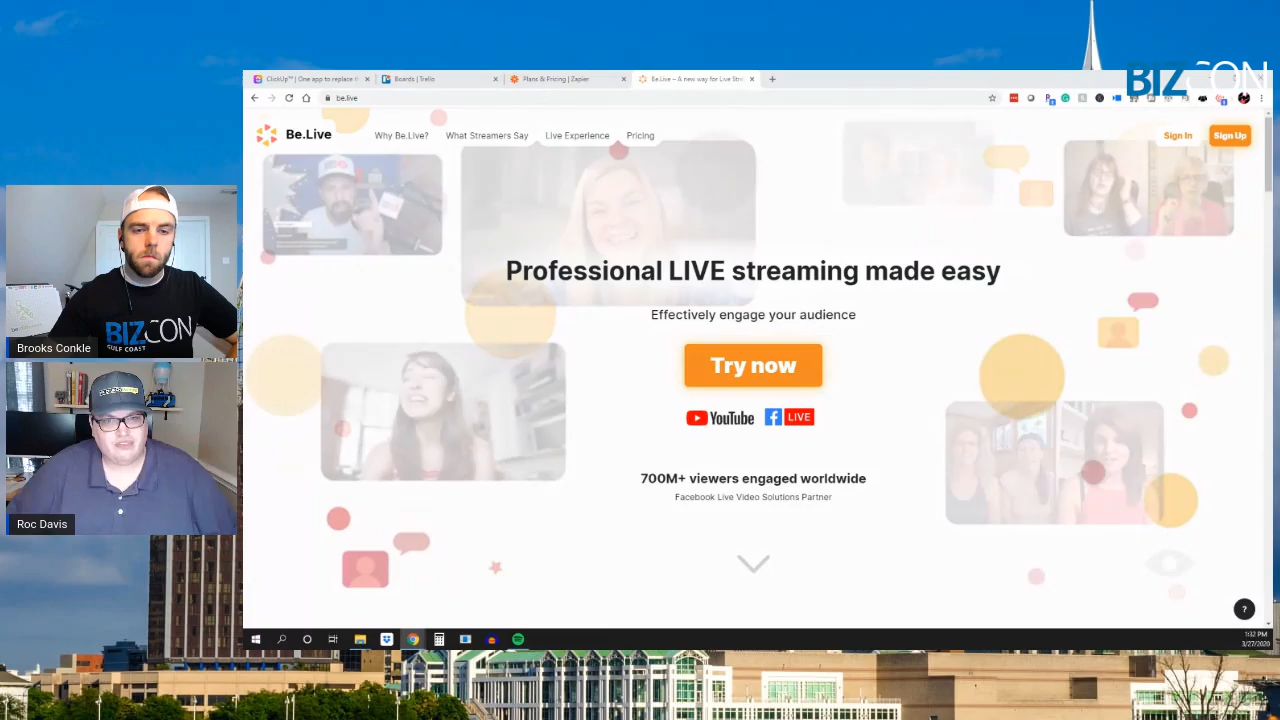 BIZCON
ClickUp™ | One app to replace th
Boards | Trello
Plans & Pricing | Zapier
Be.Live – A new way for Live Stre
be.live
Be.Live
Why Be.Live?
What Streamers Say
Live Experience
Pricing
Sign In
Sign Up
Professional LIVE streaming made easy
Effectively engage your audience
Try now
YouTube
LIVE
700M+ viewers engaged worldwide
Facebook Live Video Solutions Partner
BIZCON
GULF COAST
Brooks Conkle
Roc Davis
?
1:32 PM
3/27/2020